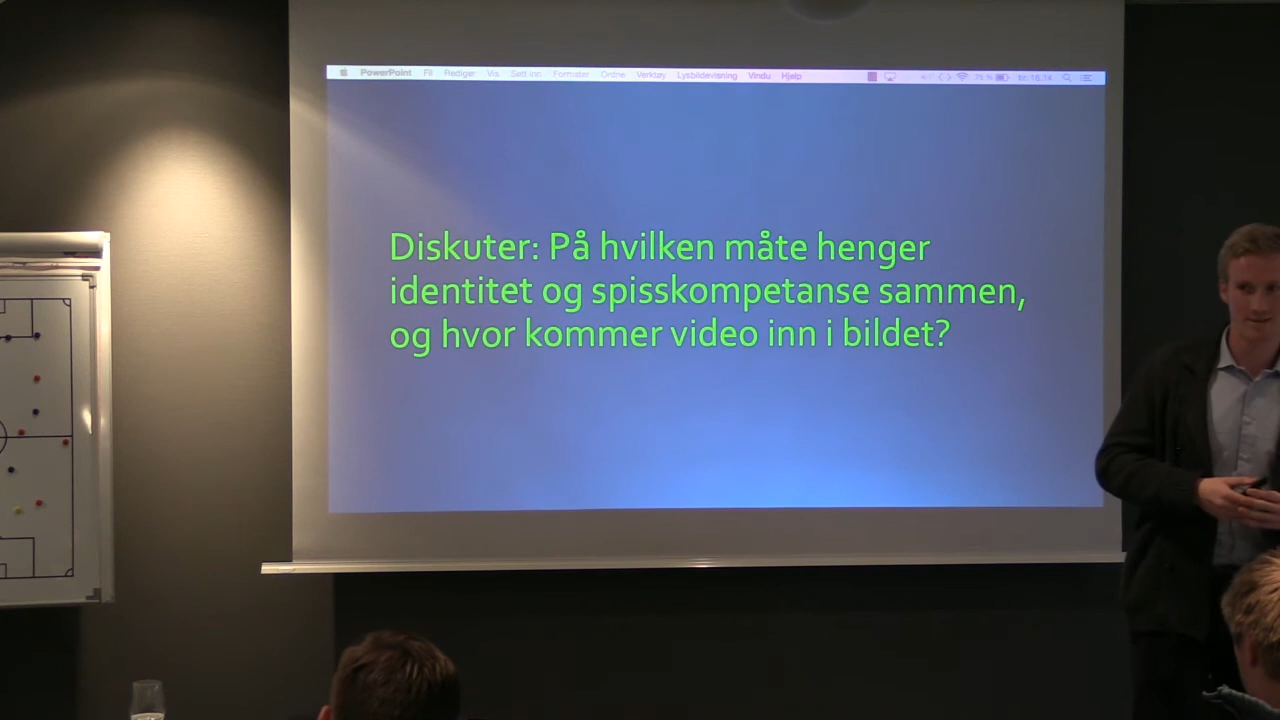 PowerPoint Fil Rediger Vis Sett inn Formater Ordne Verktøy Lysbildevisning Vindu Hjelp 75 %
Diskuter: På hvilken måte henger
identitet og spisskompetanse sammen,
og hvor kommer video inn i bildet?